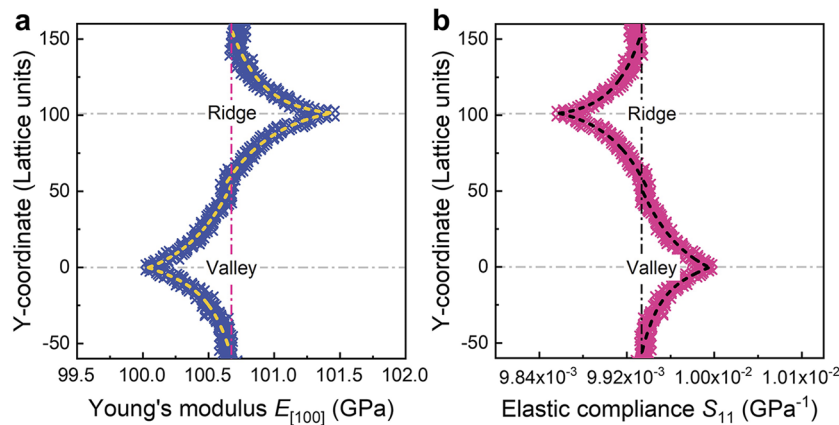 a
b
Y-coordinate (Lattice units)
150
100
50
0
-50
Ridge
Valley
99.5
100.0
100.5
101.0
101.5
102.0
Young's modulus E[100] (GPa)
Y-coordinate (Lattice units)
150
100
50
0
-50
Ridge
Valley
9.84x10⁻³
9.92x10⁻³
1.00x10⁻²
1.01x10⁻²
Elastic compliance S₁₁ (GPa⁻¹)